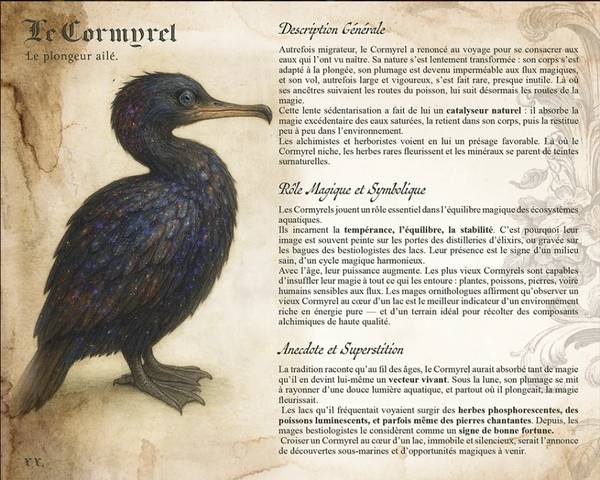 Le Cormyrel
Le plongeur ailé.
Description Générale
Autrefois migrateur, le Cormyrel a renoncé au voyage pour se consacrer aux
eaux qui l'ont vu naître. Sa nature s'est lentement transformée : son corps s'est
adapté à la plongée, son plumage est devenu imperméable aux flux magiques,
et son vol, autrefois large et vigoureux, s'est fait rare, presque inutile. Là où
ses ancêtres suivaient les routes du poisson, lui suit désormais les routes de la
magie.
Cette lente sédentarisation a fait de lui un catalyseur naturel : il absorbe la
magie excédentaire des eaux saturées, la retient dans son corps, puis la restitue
peu à peu dans l'environnement.
Les alchimistes et herboristes voient en lui un présage favorable. Là où le
Cormyrel niche, les herbes rares fleurissent et les minéraux se parent de teintes
surnaturelles.
Rôle Magique et Symbolique
Les Cormyrels jouent un rôle essentiel dans l'équilibre magique des écosystèmes
aquatiques.
Ils incarnent la tempérance, l'équilibre, la stabilité. C'est pourquoi leur
image est souvent peinte sur les portes des distilleries d'élixirs, ou gravée sur
les bagues des bestiologistes des lacs. Leur présence est le signe d'un milieu
sain, d'un cycle magique harmonieux.
Avec l'âge, leur puissance augmente. Les plus vieux Cormyrels sont capables
d'insuffler leur magie à tout ce qui les entoure : plantes, poissons, pierres, voire
humains sensibles aux flux. Les mages ornithologues affirment qu'observer un
vieux Cormyrel au cœur d'un lac est le meilleur indicateur d'un environnement
riche en énergie pure — et d'un terrain idéal pour récolter des composants
alchimiques de haute qualité.
Anecdote et Superstition
La tradition raconte qu'au fil des âges, le Cormyrel aurait absorbé tant de magie
qu'il en devint lui-même un vecteur vivant. Sous la lune, son plumage se mit
à rayonner d'une douce lumière aquatique, et partout où il plongeait, la magie
fleurissait.
Les lacs qu'il fréquentait voyaient surgir des herbes phosphorescentes, des
poissons luminescents, et parfois même des pierres chantantes. Depuis, les
mages bestiologistes le considèrent comme un signe de bonne fortune.
Croiser un Cormyrel au cœur d'un lac, immobile et silencieux, serait l'annonce
de découvertes sous-marines et d'opportunités magiques à venir.